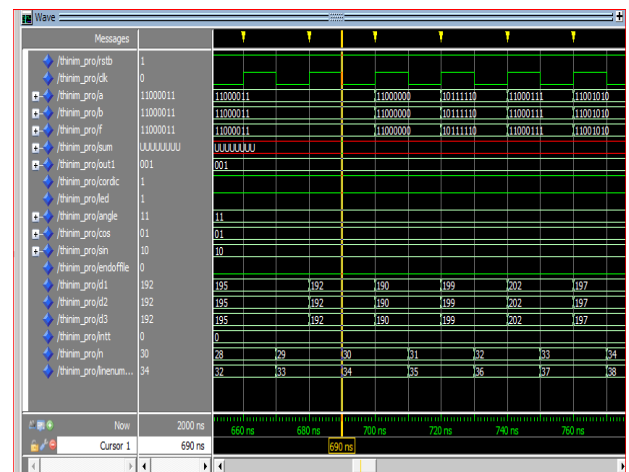 Wave
Messages
/thinim_pro/rstb 1
/thinim_pro/clk 0
/thinim_pro/a 11000011 11000011 11000000 10111110 11000111 11001010
/thinim_pro/b 11000011 11000011 11000000 10111110 11000111 11001010
/thinim_pro/f 11000011 11000011 11000000 10111110 11000111 11001010
/thinim_pro/sum UUUUUUUU UUUUUUUU
/thinim_pro/out1 001 001
/thinim_pro/cordic 1
/thinim_pro/led 1
/thinim_pro/angle 11 11
/thinim_pro/cos 01 01
/thinim_pro/sin 10 10
/thinim_pro/endoffile 0
/thinim_pro/d1 192 195 192 190 199 202 197
/thinim_pro/d2 192 195 192 190 199 202 197
/thinim_pro/d3 192 195 192 190 199 202 197
/thinim_pro/intt 0 0
/thinim_pro/n 30 28 29 30 31 32 33 34
/thinim_pro/linenum... 34 32 33 34 35 36 37 38
Now 2000 ns 660 ns 680 ns 700 ns 720 ns 740 ns 760 ns
Cursor 1 690 ns 690 ns